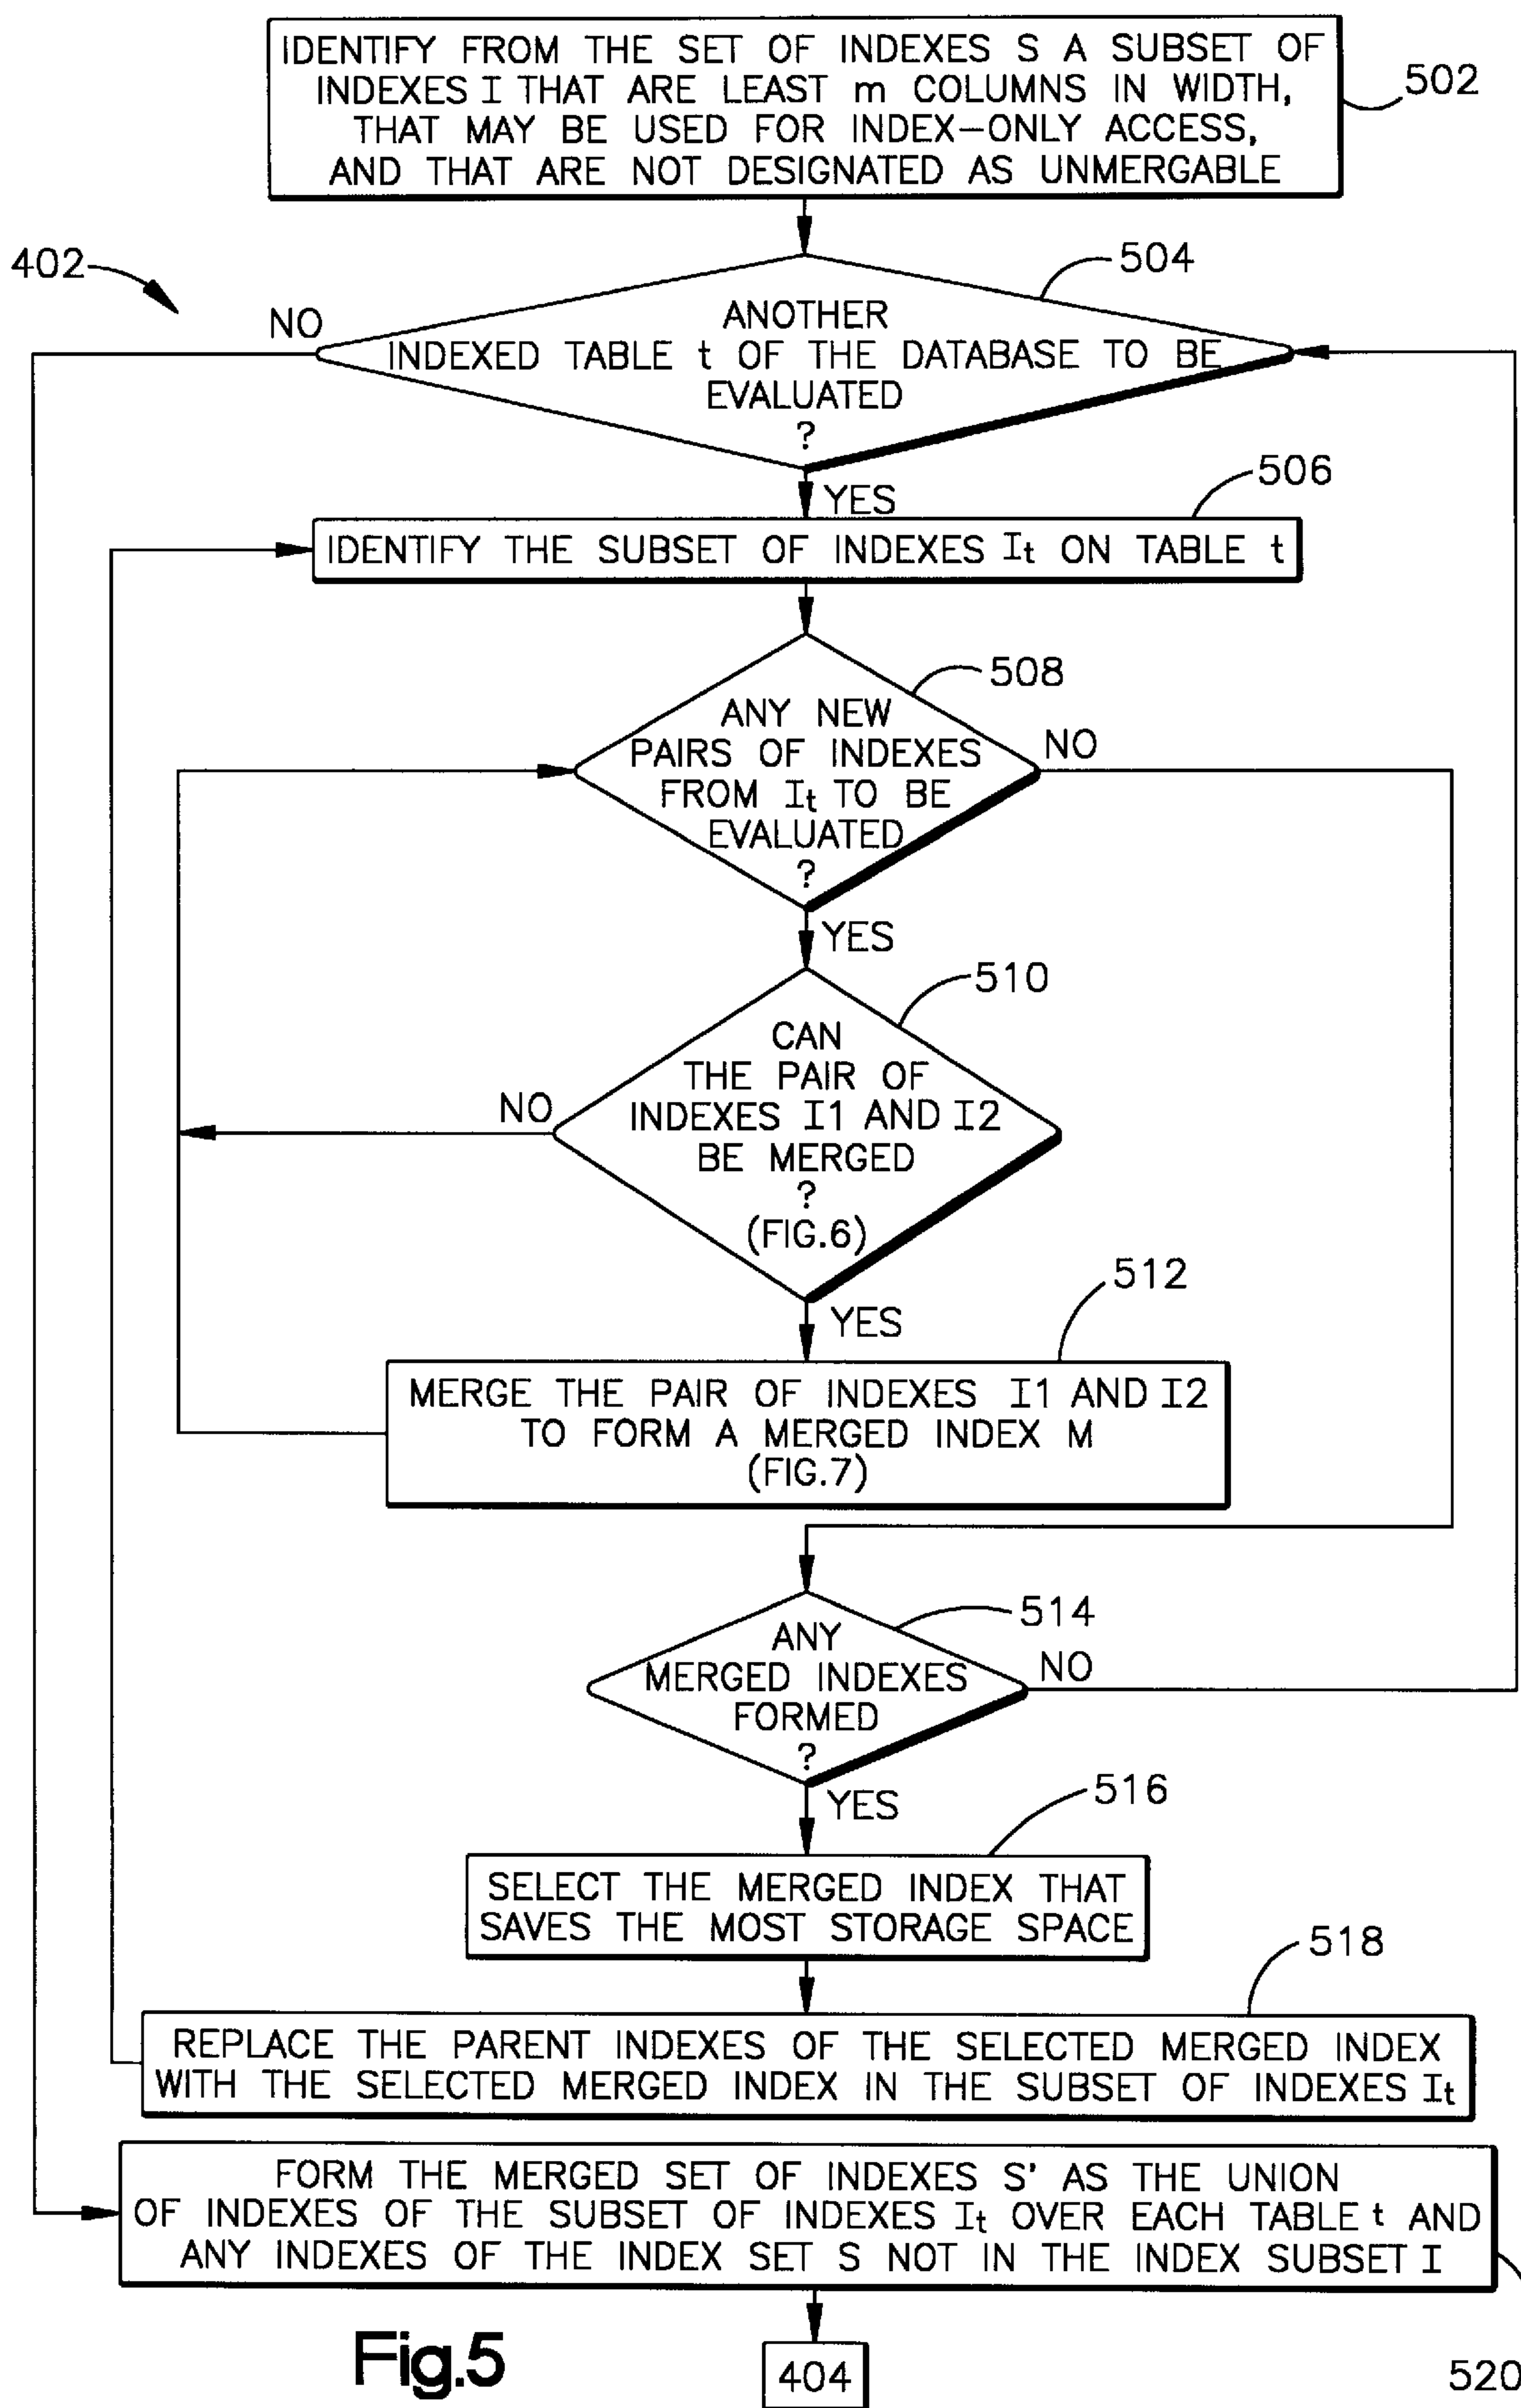 IDENTIFY FROM THE SET OF INDEXES S A SUBSET OF
INDEXES I THAT ARE LEAST m COLUMNS IN WIDTH,
THAT MAY BE USED FOR INDEX-ONLY ACCESS,
AND THAT ARE NOT DESIGNATED AS UNMERGABLE
502
402
504
NO
ANOTHER
INDEXED TABLE t OF THE DATABASE TO BE
EVALUATED
?
YES
506
IDENTIFY THE SUBSET OF INDEXES It ON TABLE t
508
ANY NEW
PAIRS OF INDEXES
FROM It TO BE
EVALUATED
?
NO
YES
510
CAN
THE PAIR OF
INDEXES I1 AND I2
BE MERGED
?
(FIG.6)
NO
YES
512
MERGE THE PAIR OF INDEXES I1 AND I2
TO FORM A MERGED INDEX M
(FIG.7)
514
ANY
MERGED INDEXES
FORMED
?
NO
YES
516
SELECT THE MERGED INDEX THAT
SAVES THE MOST STORAGE SPACE
518
REPLACE THE PARENT INDEXES OF THE SELECTED MERGED INDEX
WITH THE SELECTED MERGED INDEX IN THE SUBSET OF INDEXES It
FORM THE MERGED SET OF INDEXES S' AS THE UNION
OF INDEXES OF THE SUBSET OF INDEXES It OVER EACH TABLE t AND
ANY INDEXES OF THE INDEX SET S NOT IN THE INDEX SUBSET I
520
404
Fig.5